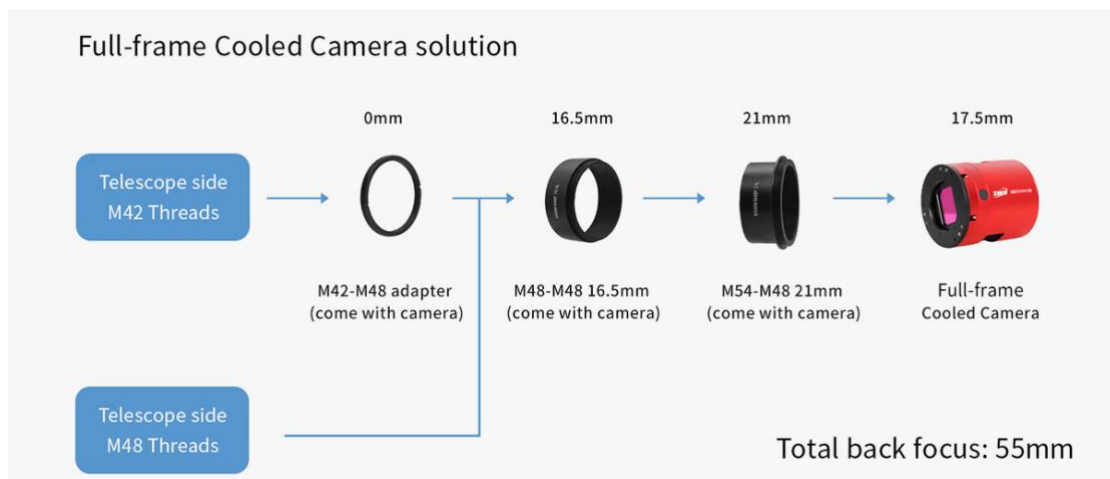 Full-frame Cooled Camera solution
0mm
16.5mm
21mm
17.5mm
Telescope side
M42 Threads
M42-M48 adapter
(come with camera)
M48-M48 16.5mm
(come with camera)
M54-M48 21mm
(come with camera)
Full-frame
Cooled Camera
Telescope side
M48 Threads
Total back focus: 55mm